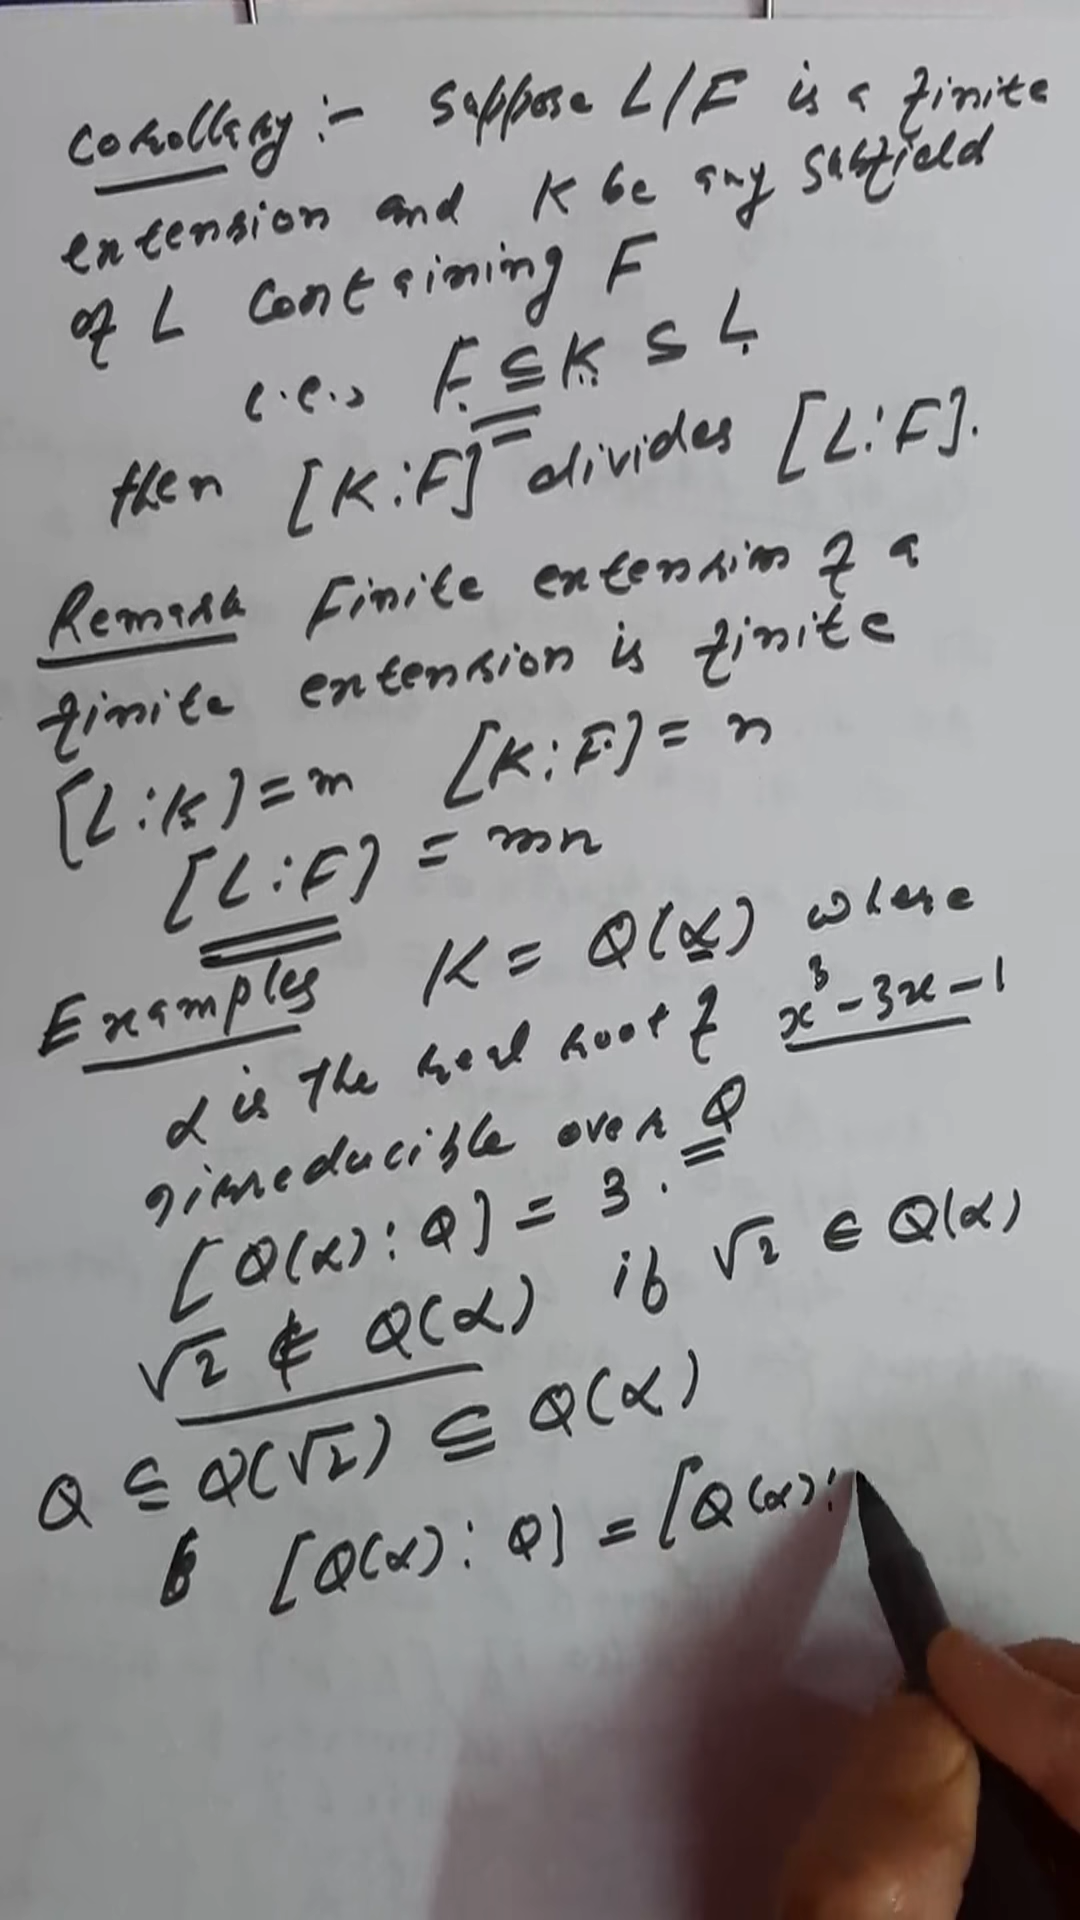 Corollary :- Suppose L/F is a finite
extension and K be any subfield
of L containing F
i.e., F ⊆ K ⊆ L
then [K:F] divides [L:F].
Remark Finite extension of a
finite extension is finite
[L:K] = m [K:F] = n
[L:F] = mn
Examples K = Q(α) where
α is the real root of x³-3x-1
irreducible over Q
[Q(α):Q] = 3.
√2 ∉ Q(α) if √2 ∈ Q(α)
Q ⊆ Q(√2) ⊆ Q(α)
[Q(α):Q] = [Q(α):